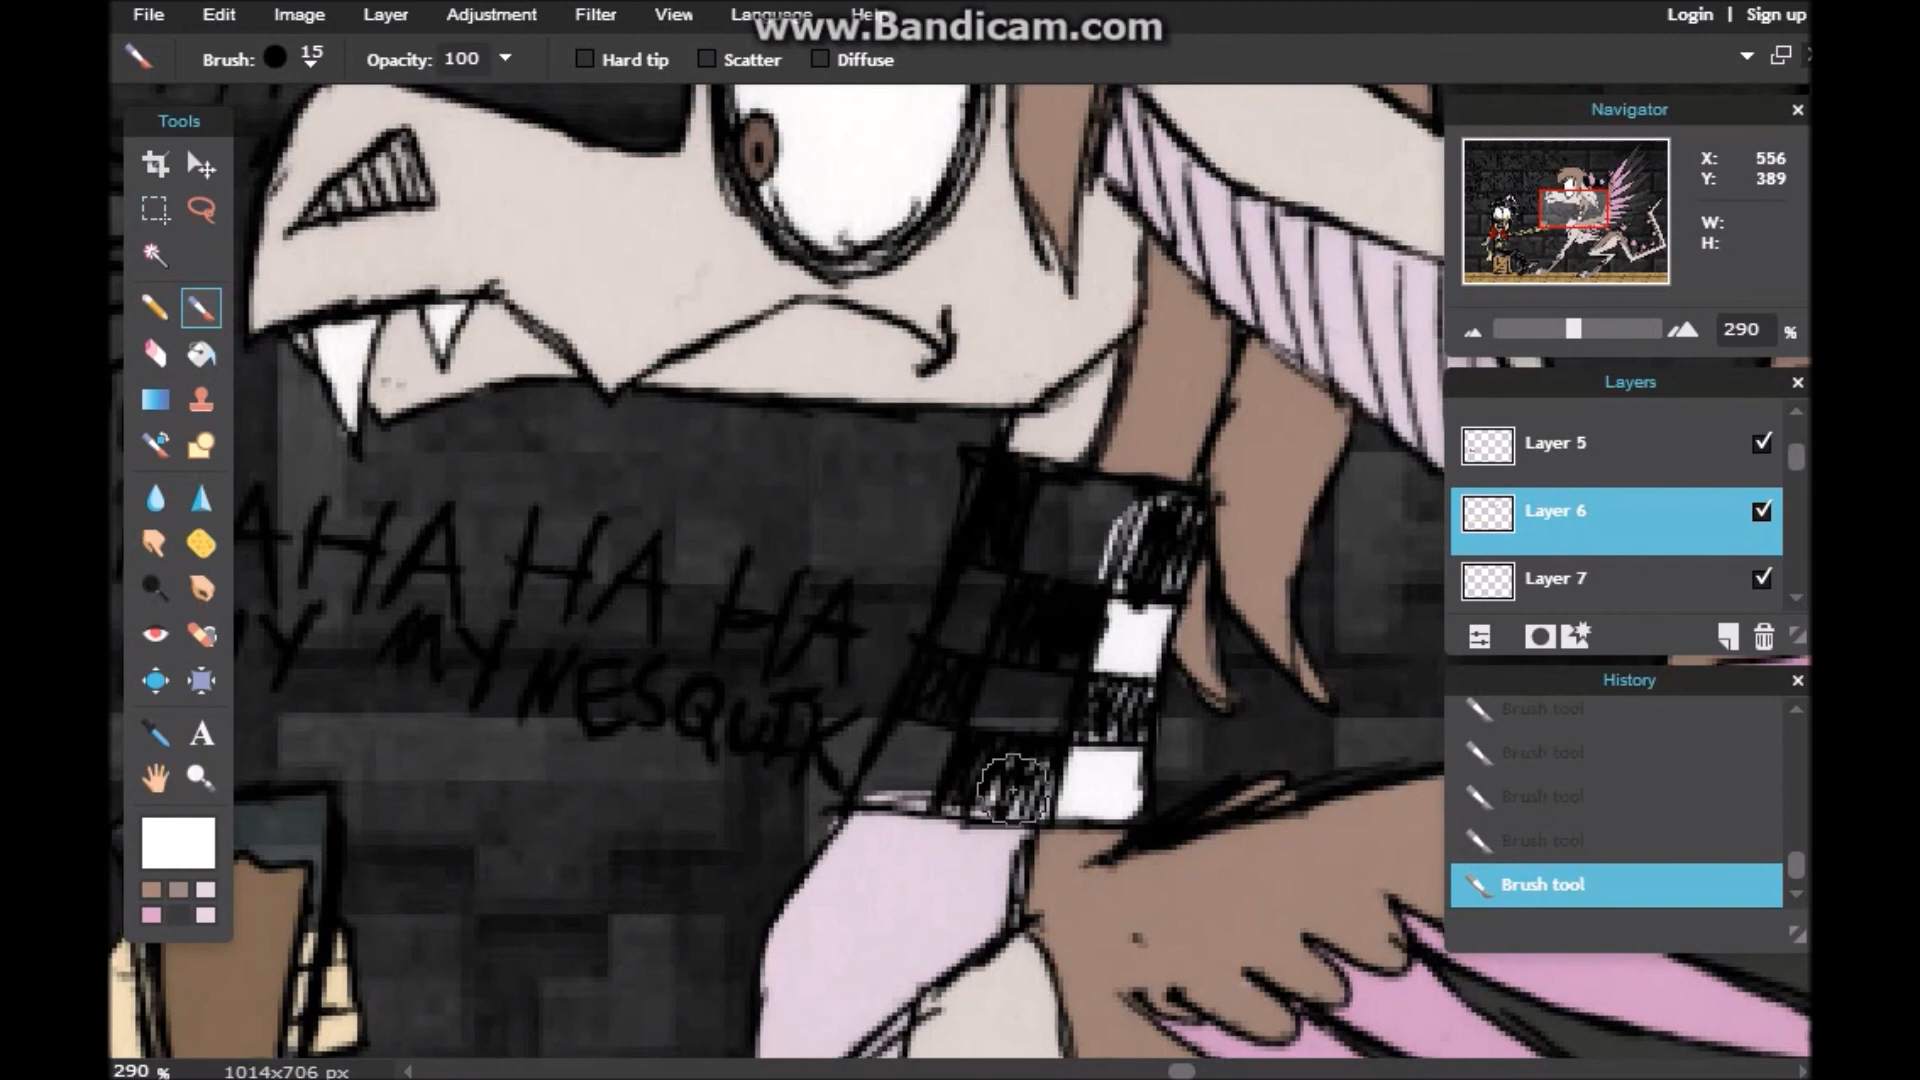 File Edit Image Layer Adjustment Filter View Language Help
www.Bandicam.com
Login | Sign up
Brush: 15 Opacity: 100 Hard tip Scatter Diffuse
Tools
Navigator
X: 556
Y: 389
W:
H:
290 %
Layers
Layer 5
Layer 6
Layer 7
History
Brush tool
Brush tool
Brush tool
Brush tool
Brush tool
AHAHA HA HA
MY NESQUIK
290 % 1014x706 px